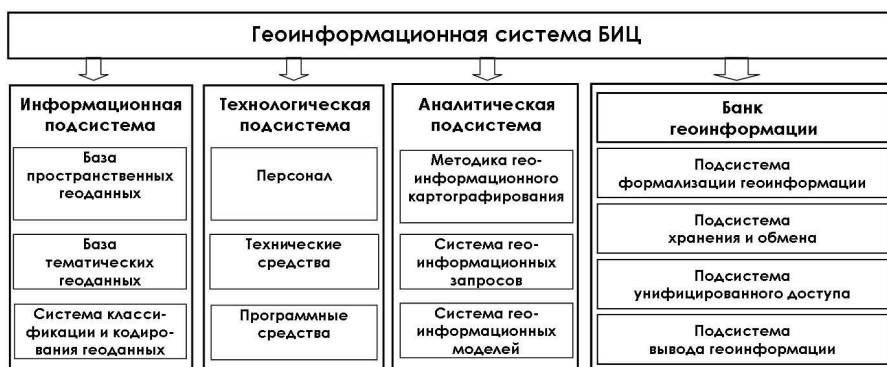 Геоинформационная система БИЦ
Информационная
подсистема
База
пространственных
геоданных
База
тематических
геоданных
Система класси-
фикации и кодиро-
вания геоданных
Технологическая
подсистема
Персонал
Технические
средства
Программные
средства
Аналитическая
подсистема
Методика гео-
информационного
картографирования
Система гео-
информационных
запросов
Система гео-
информационных
моделей
Банк
геоинформации
Подсистема
формализации геоинформации
Подсистема
хранения и обмена
Подсистема
унифицированного доступа
Подсистема
вывода геоинформации